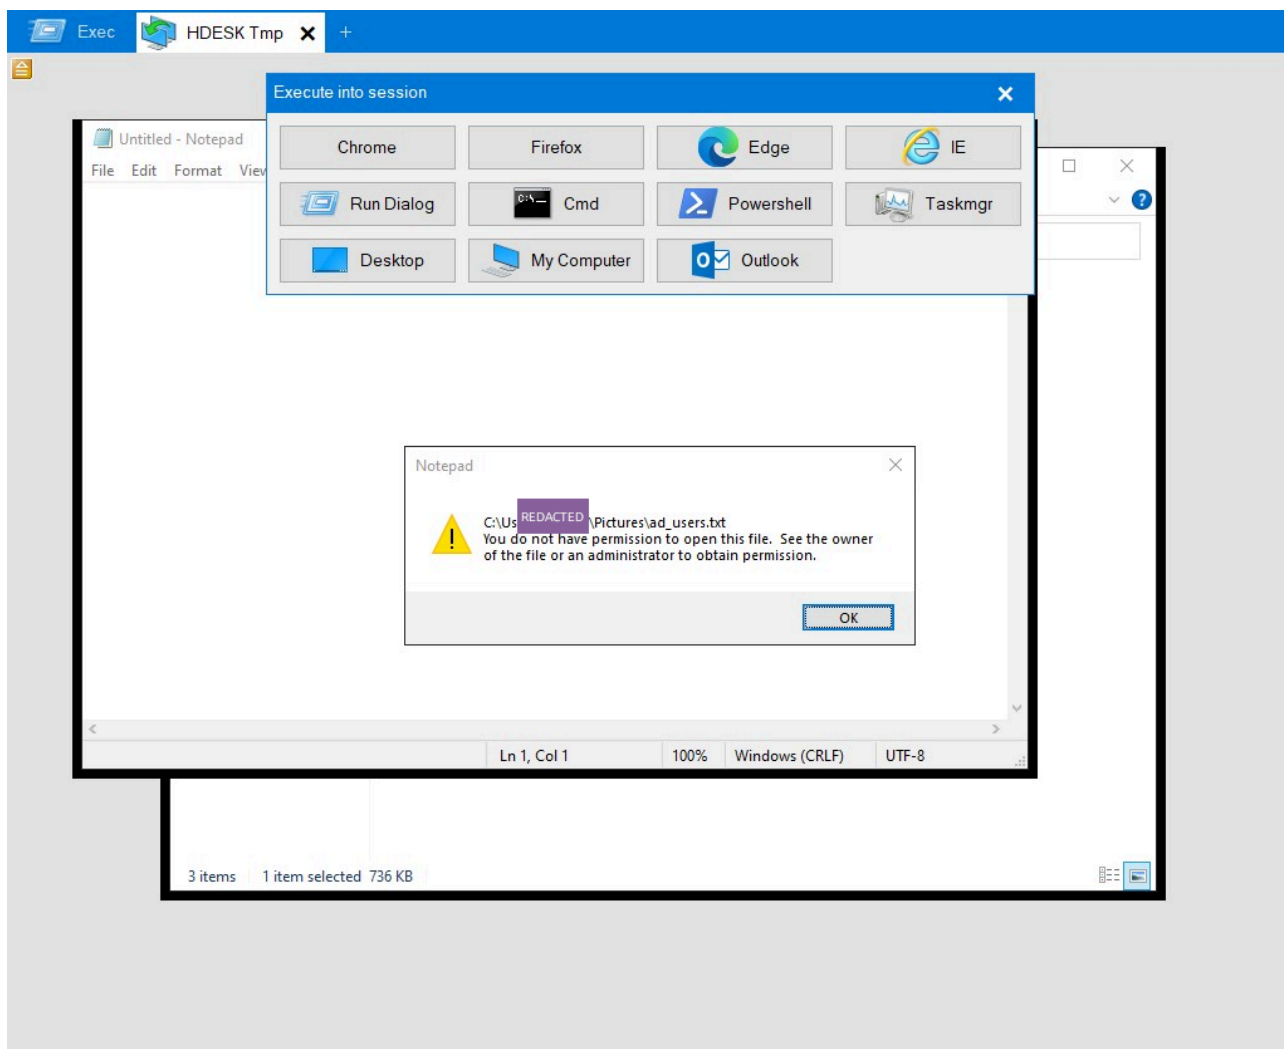 Exec
HDESK Tmp
+
Execute into session
Chrome
Firefox
Edge
IE
Run Dialog
Cmd
Powershell
Taskmgr
Desktop
My Computer
Outlook
Untitled - Notepad
File Edit Format View
Notepad
C:\Us REDACTED \Pictures\ad_users.txt
You do not have permission to open this file. See the owner
of the file or an administrator to obtain permission.
OK
Ln 1, Col 1 100% Windows (CRLF) UTF-8
3 items 1 item selected 736 KB